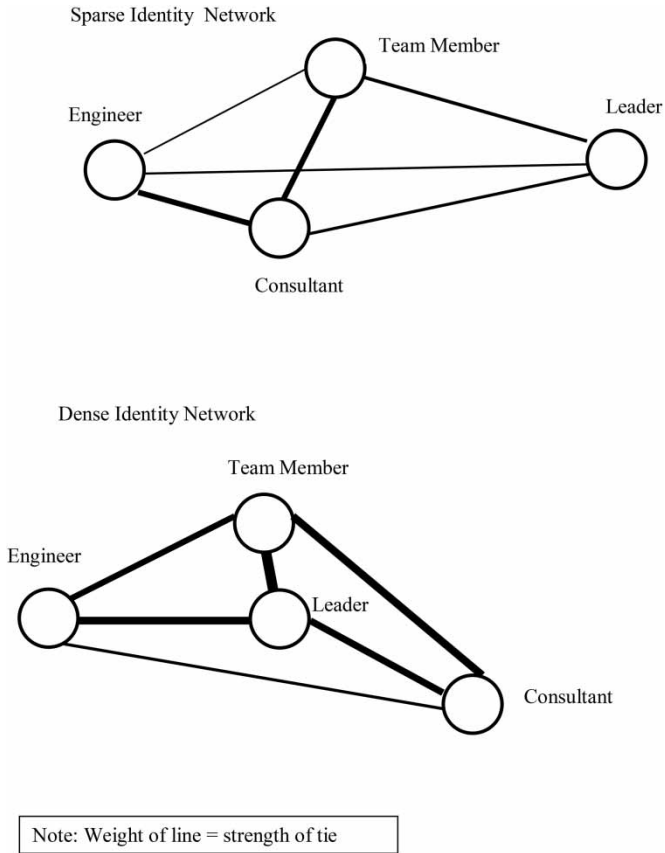 Sparse Identity Network
Team Member
Leader
Engineer
Consultant
Dense Identity Network
Team Member
Engineer
Leader
Consultant
Note: Weight of line = strength of tie